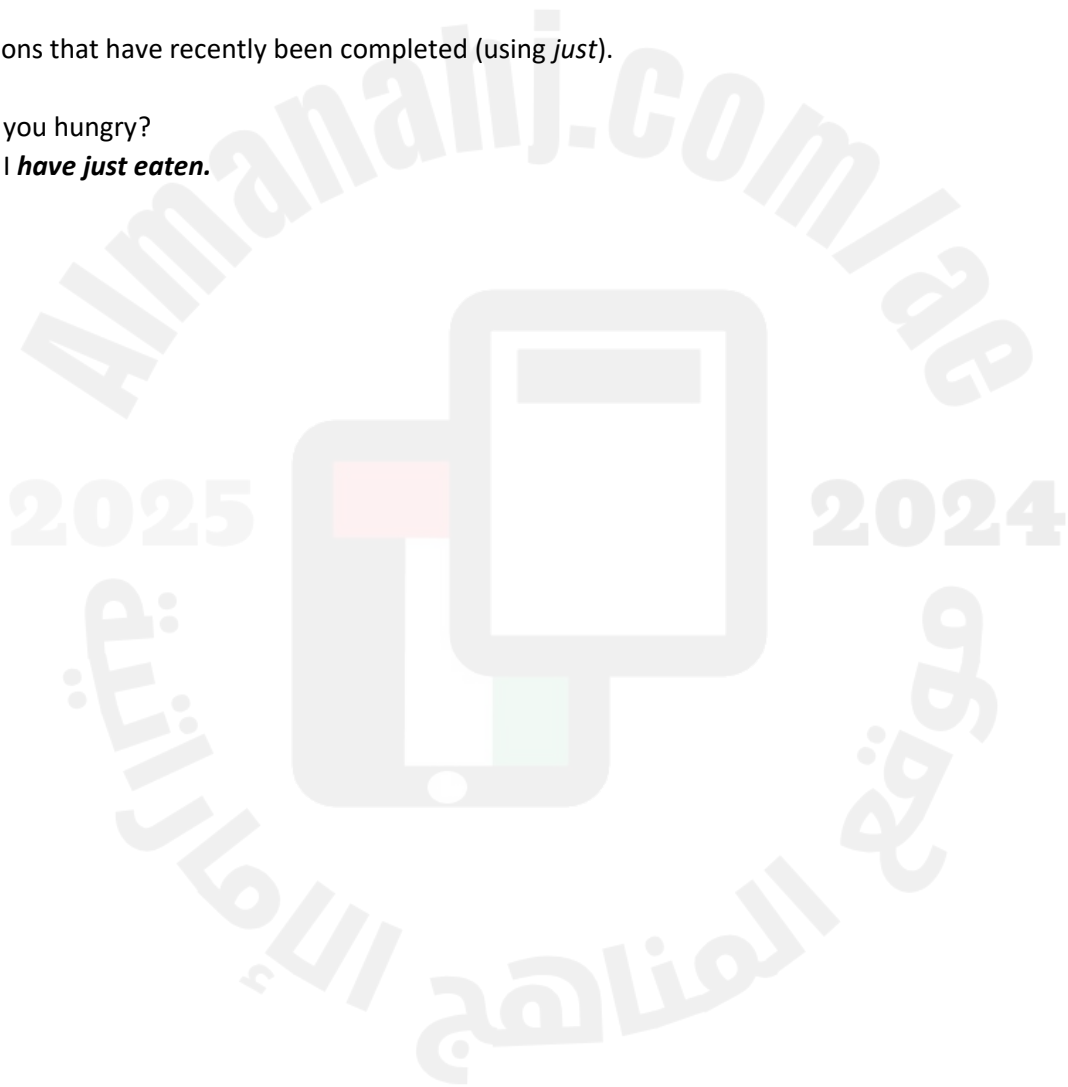 ons that have recently been completed (using just).
you hungry?
I have just eaten.
Almanahj.com/ae
2025
2024
موقع المناهج الإماراتية